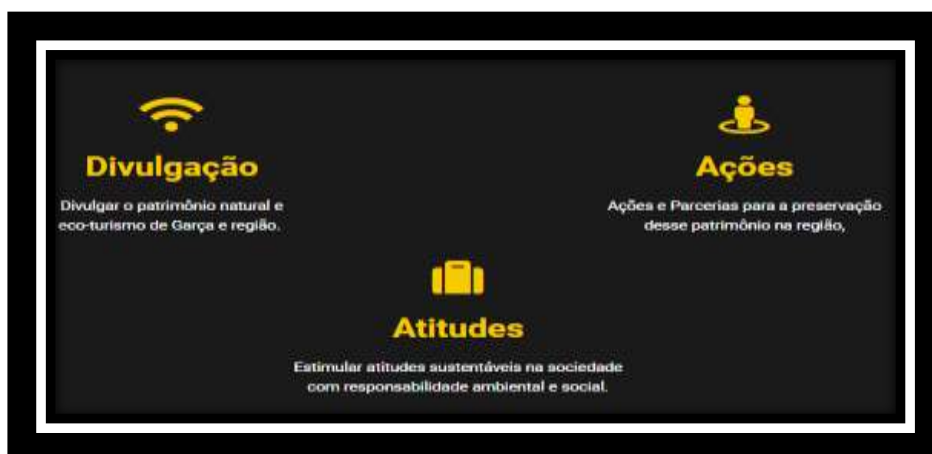 Divulgação
Divulgar o patrimônio natural e
eco-turismo de Garça e região.
Ações
Ações e Parcerias para a preservação
desse patrimônio na região,
Atitudes
Estimular atitudes sustentáveis na sociedade
com responsabilidade ambiental e social.